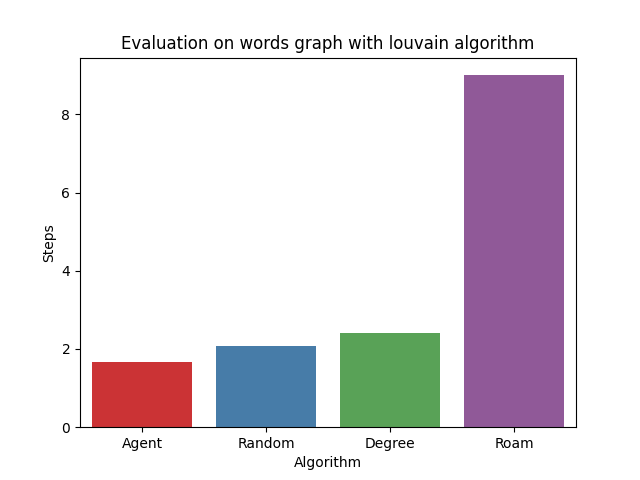 Evaluation on words graph with louvain algorithm
8
6
4
2
0
Steps
Agent Random Degree Roam
Algorithm